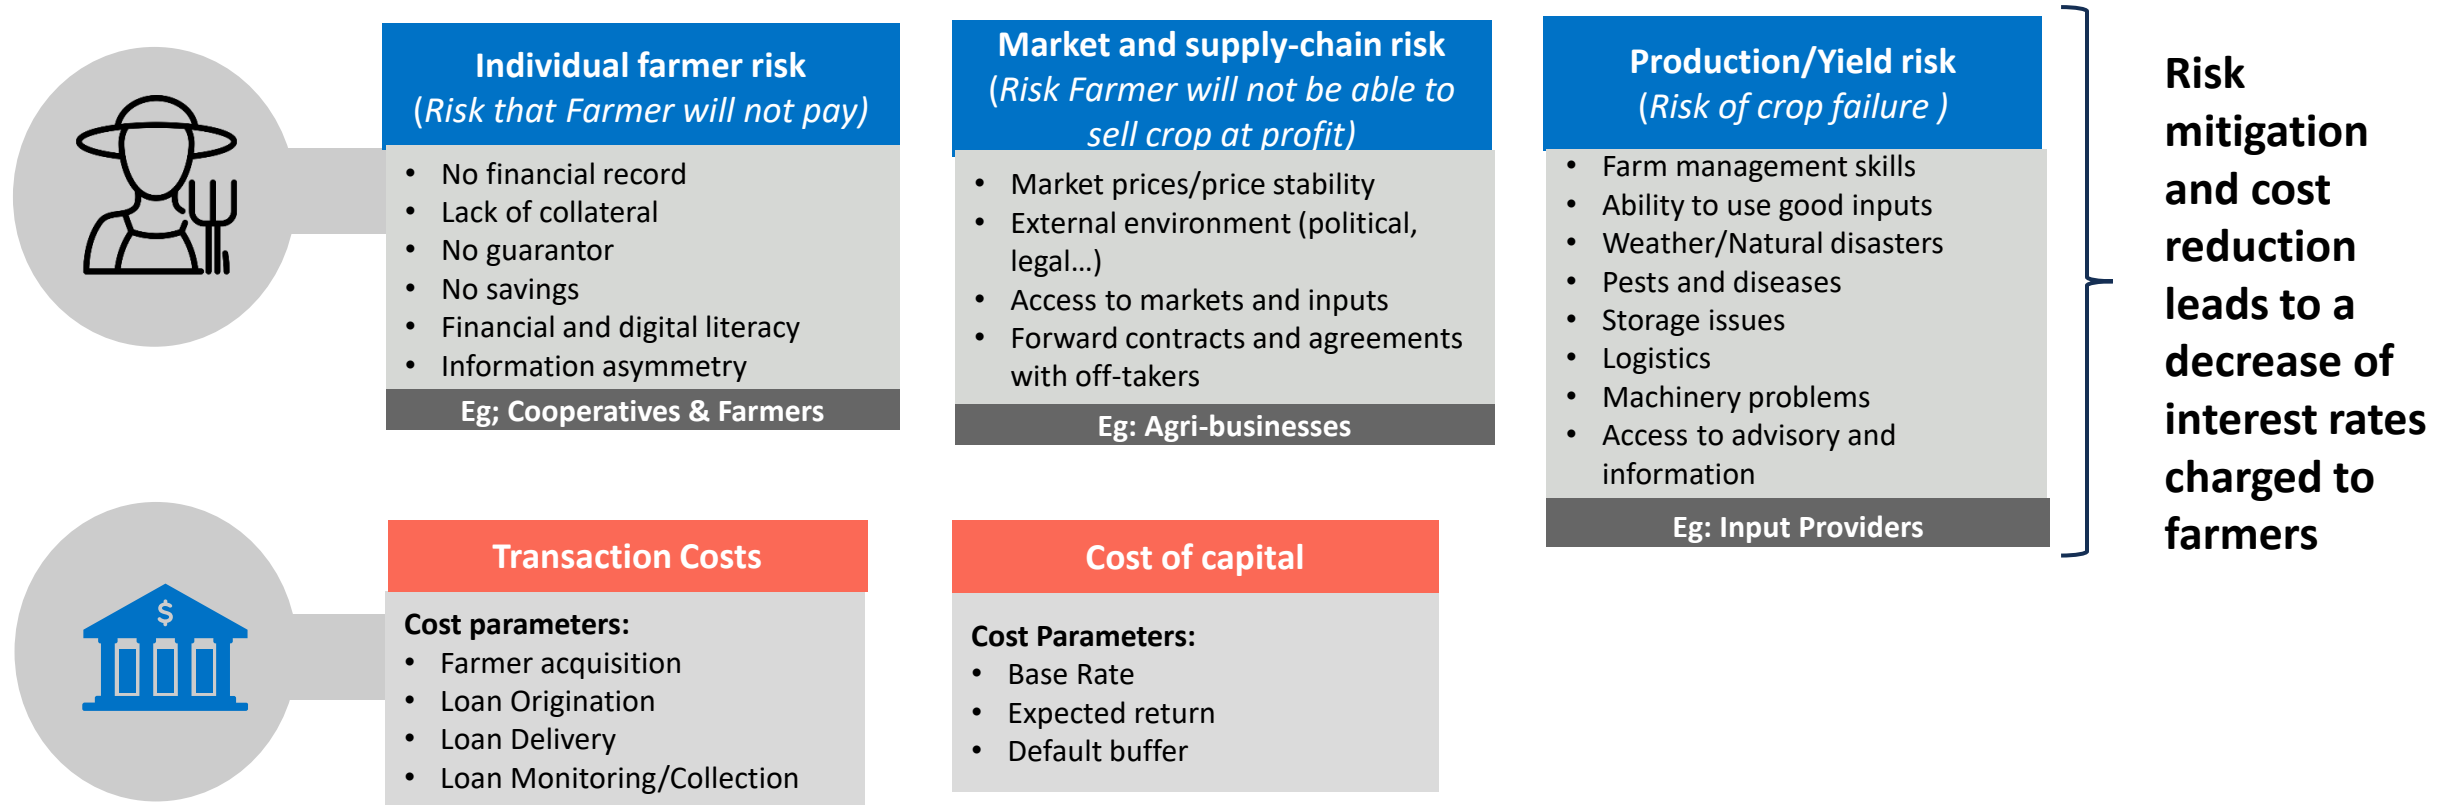 Individual farmer risk
(Risk that Farmer will not pay)
• No financial record
• Lack of collateral
• No guarantor
• No savings
• Financial and digital literacy
• Information asymmetry
Eg; Cooperatives & Farmers
Market and supply-chain risk
(Risk Farmer will not be able to
sell crop at profit)
• Market prices/price stability
• External environment (political,
legal...)
• Access to markets and inputs
• Forward contracts and agreements
with off-takers
Eg: Agri-businesses
Production/Yield risk
(Risk of crop failure )
• Farm management skills
• Ability to use good inputs
• Weather/Natural disasters
• Pests and diseases
• Storage issues
• Logistics
• Machinery problems
• Access to advisory and
information
Eg: Input Providers
Risk
mitigation
and cost
reduction
leads to a
decrease of
interest rates
charged to
farmers
$
Transaction Costs
Cost parameters:
• Farmer acquisition
• Loan Origination
• Loan Delivery
• Loan Monitoring/Collection
Cost of capital
Cost Parameters:
• Base Rate
• Expected return
• Default buffer